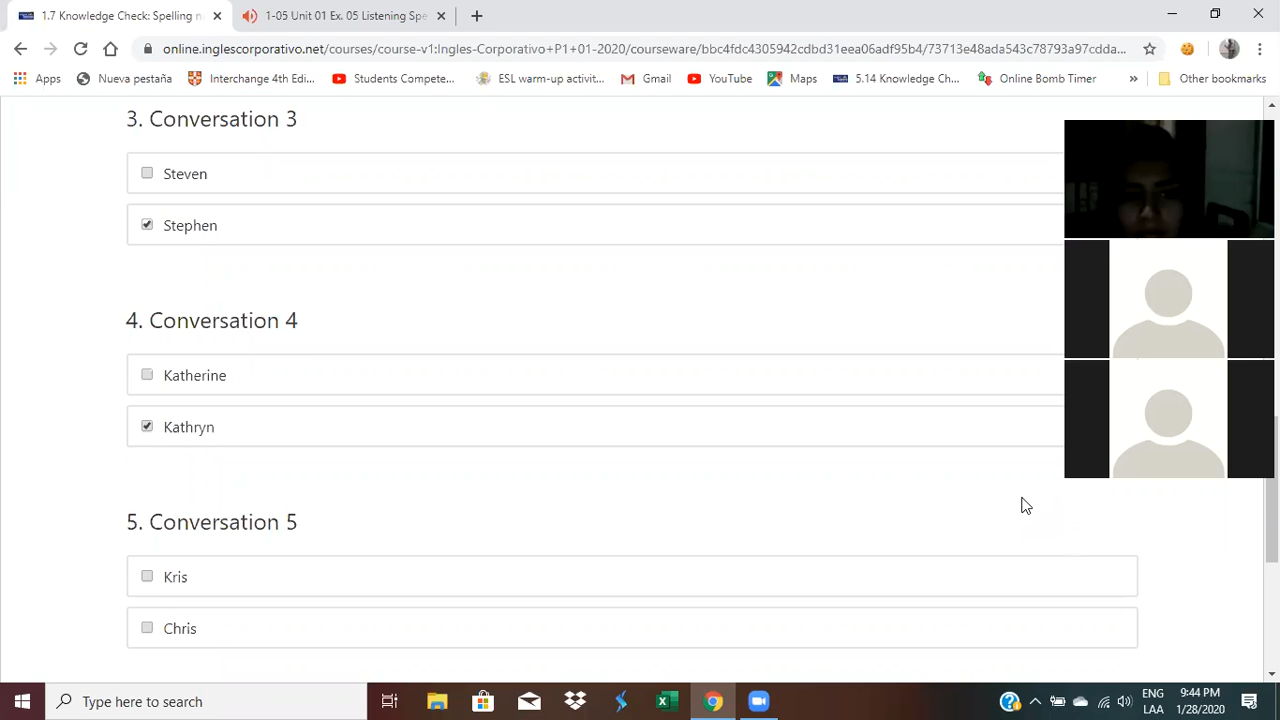 1.7 Knowledge Check: Spelling n
1-05 Unit 01 Ex. 05 Listening Spe
online.inglescorporativo.net/courses/course-v1:Ingles-Corporativo+P1+01-2020/courseware/bbc4fdc4305942cdbd31eea06adf95b4/73713e48ada543c78793a97cdda...
Apps
Nueva pestaña
Interchange 4th Edi...
Students Compete...
ESL warm-up activit...
Gmail
YouTube
Maps
5.14 Knowledge Ch...
Online Bomb Timer
»
Other bookmarks
3. Conversation 3
Steven
Stephen
4. Conversation 4
Katherine
Kathryn
5. Conversation 5
Kris
Chris
Type here to search
ENG
LAA
9:44 PM
1/28/2020